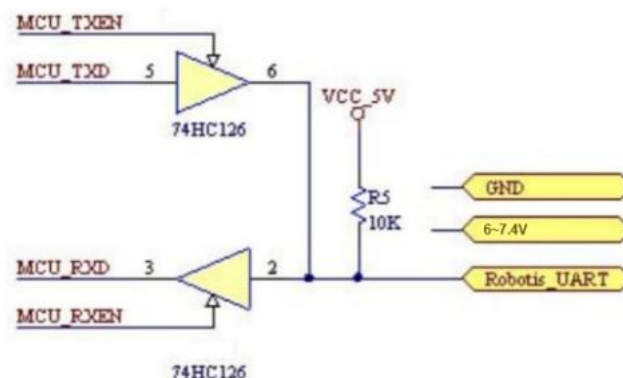 MCU_TXEN
MCU_TXD 5 6
74HC126
VCC_5V
R5
10K
GND
6~7.4V
MCU_RXD 3 2
Robotis_UART
MCU_RXEN
74HC126